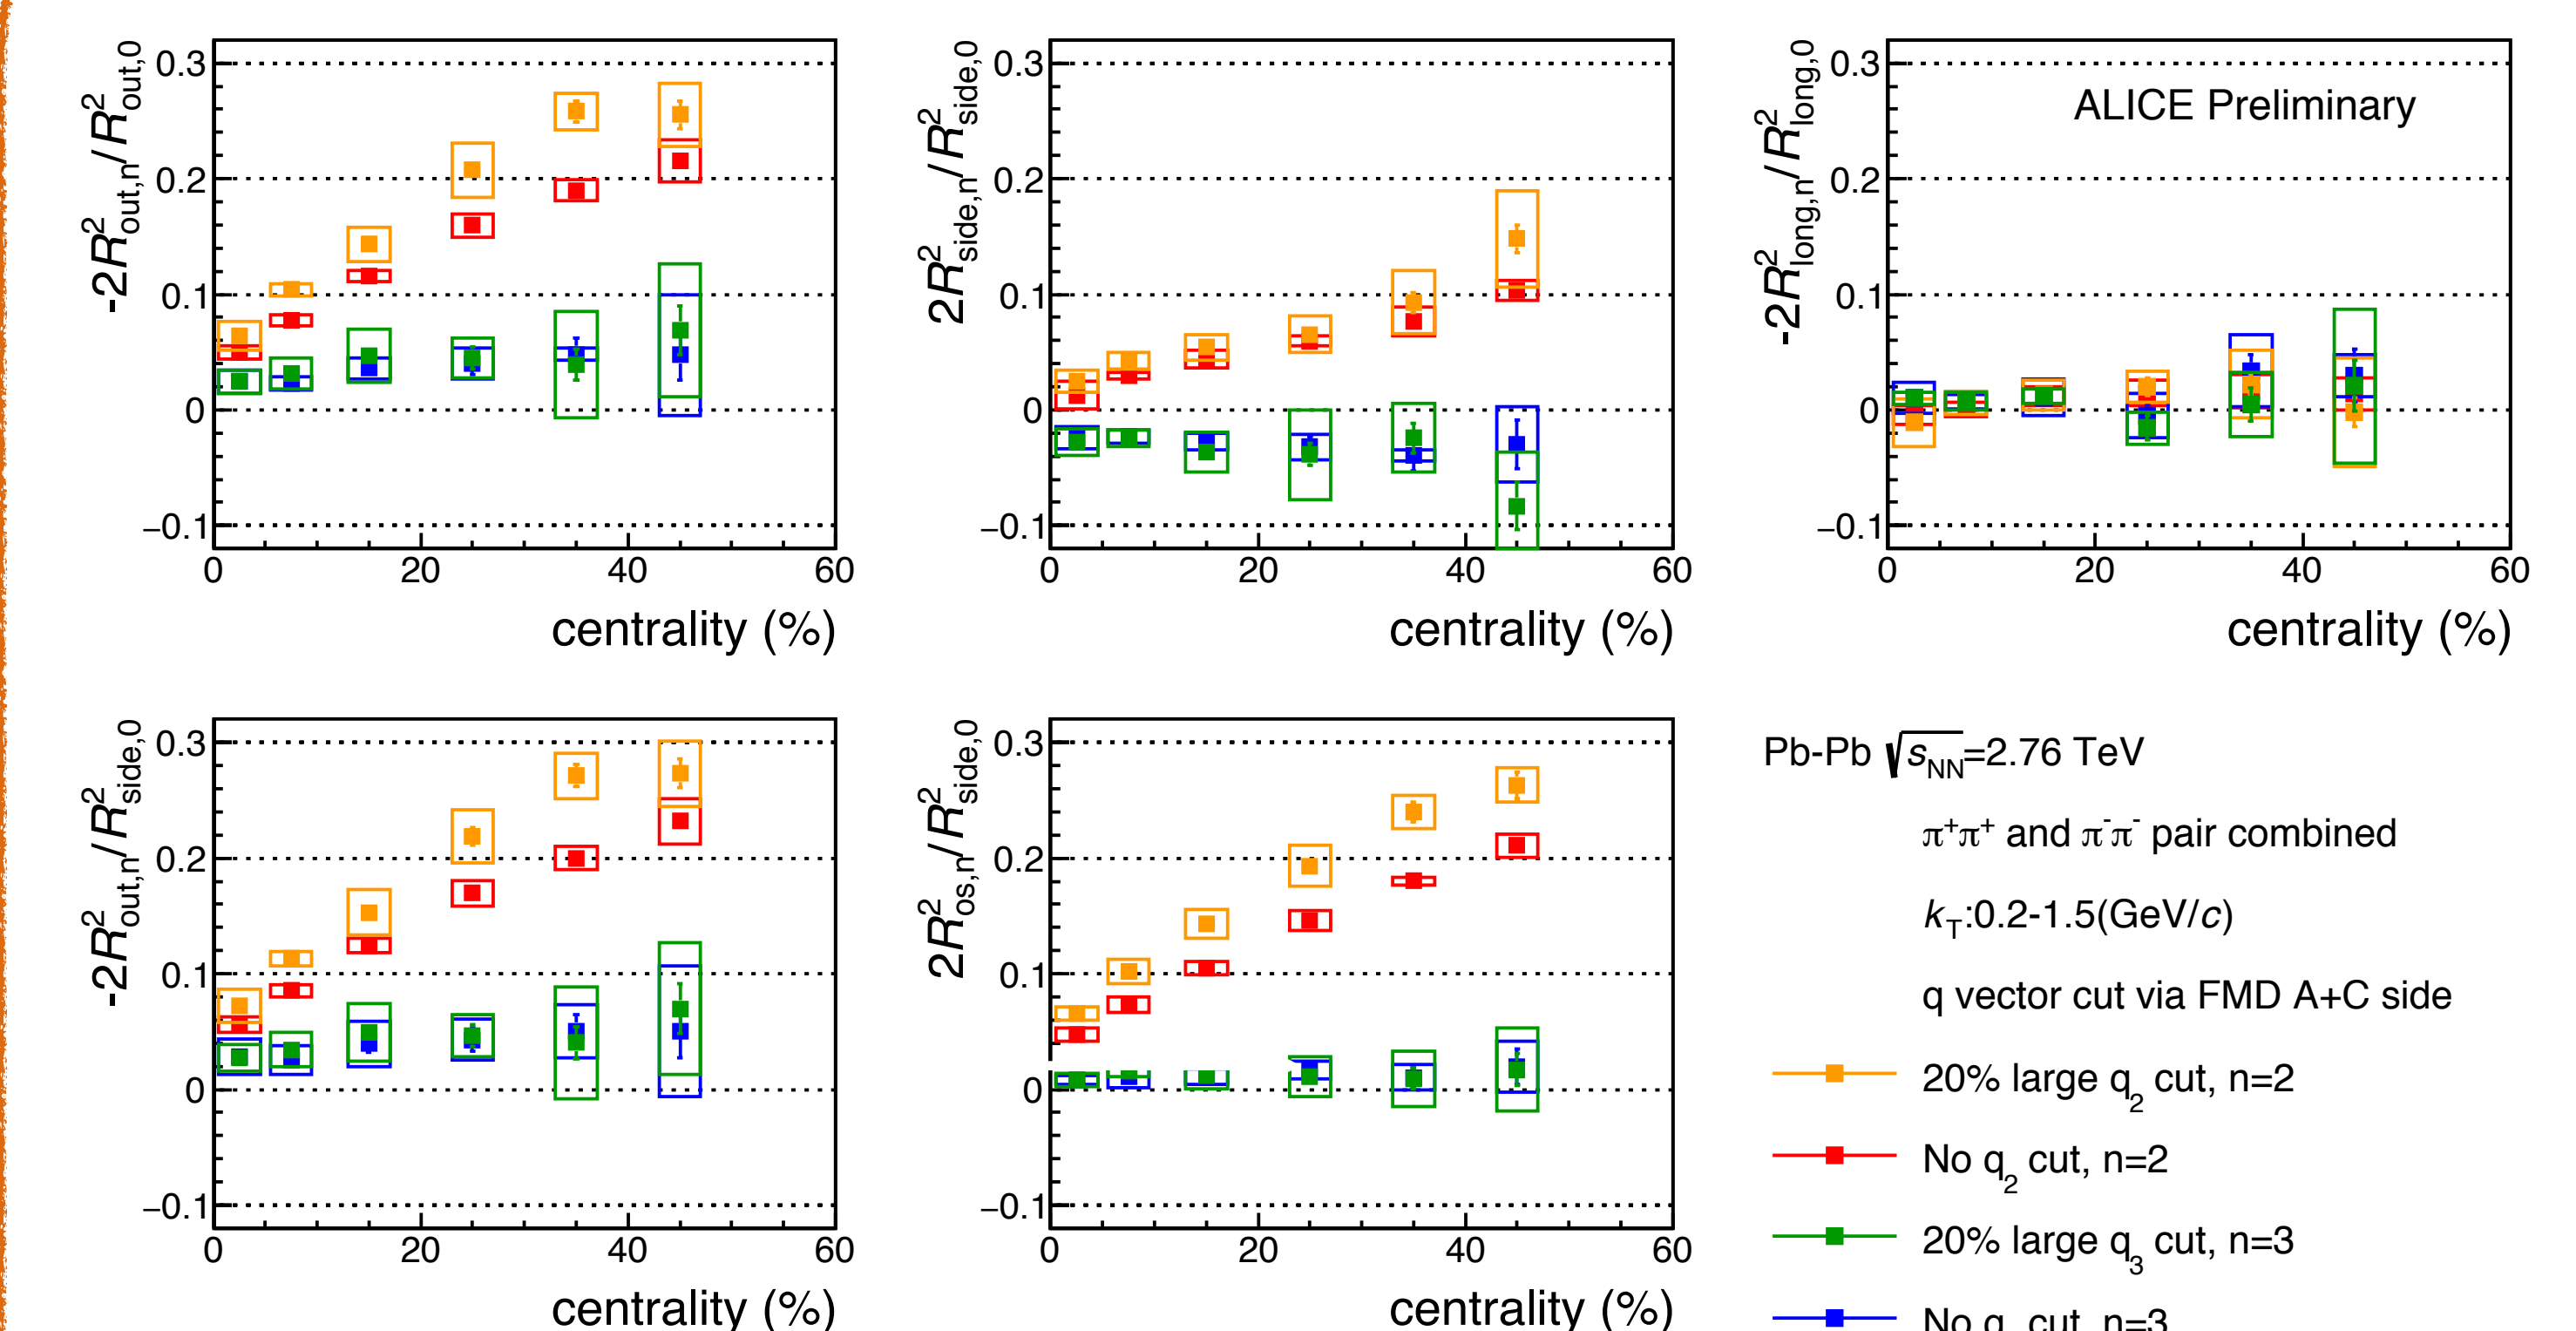 -2R²out,n/R²out,0
0.3
0.2
0.1
0
−0.1
0
20
40
60
centrality (%)
2R²side,n/R²side,0
0.3
0.2
0.1
0
−0.1
0
20
40
60
centrality (%)
-2R²long,n/R²long,0
0.3
0.2
0.1
0
−0.1
ALICE Preliminary
0
20
40
60
centrality (%)
-2R²out,n/R²side,0
0.3
0.2
0.1
0
−0.1
0
20
40
60
centrality (%)
2R²os,n/R²side,0
0.3
0.2
0.1
0
−0.1
0
20
40
60
centrality (%)
Pb-Pb √sNN=2.76 TeV
π⁺π⁺ and π⁻π⁻ pair combined
kT:0.2-1.5(GeV/c)
q vector cut via FMD A+C side
20% large q₂ cut, n=2
No q₂ cut, n=2
20% large q₃ cut, n=3
No q cut, n=3